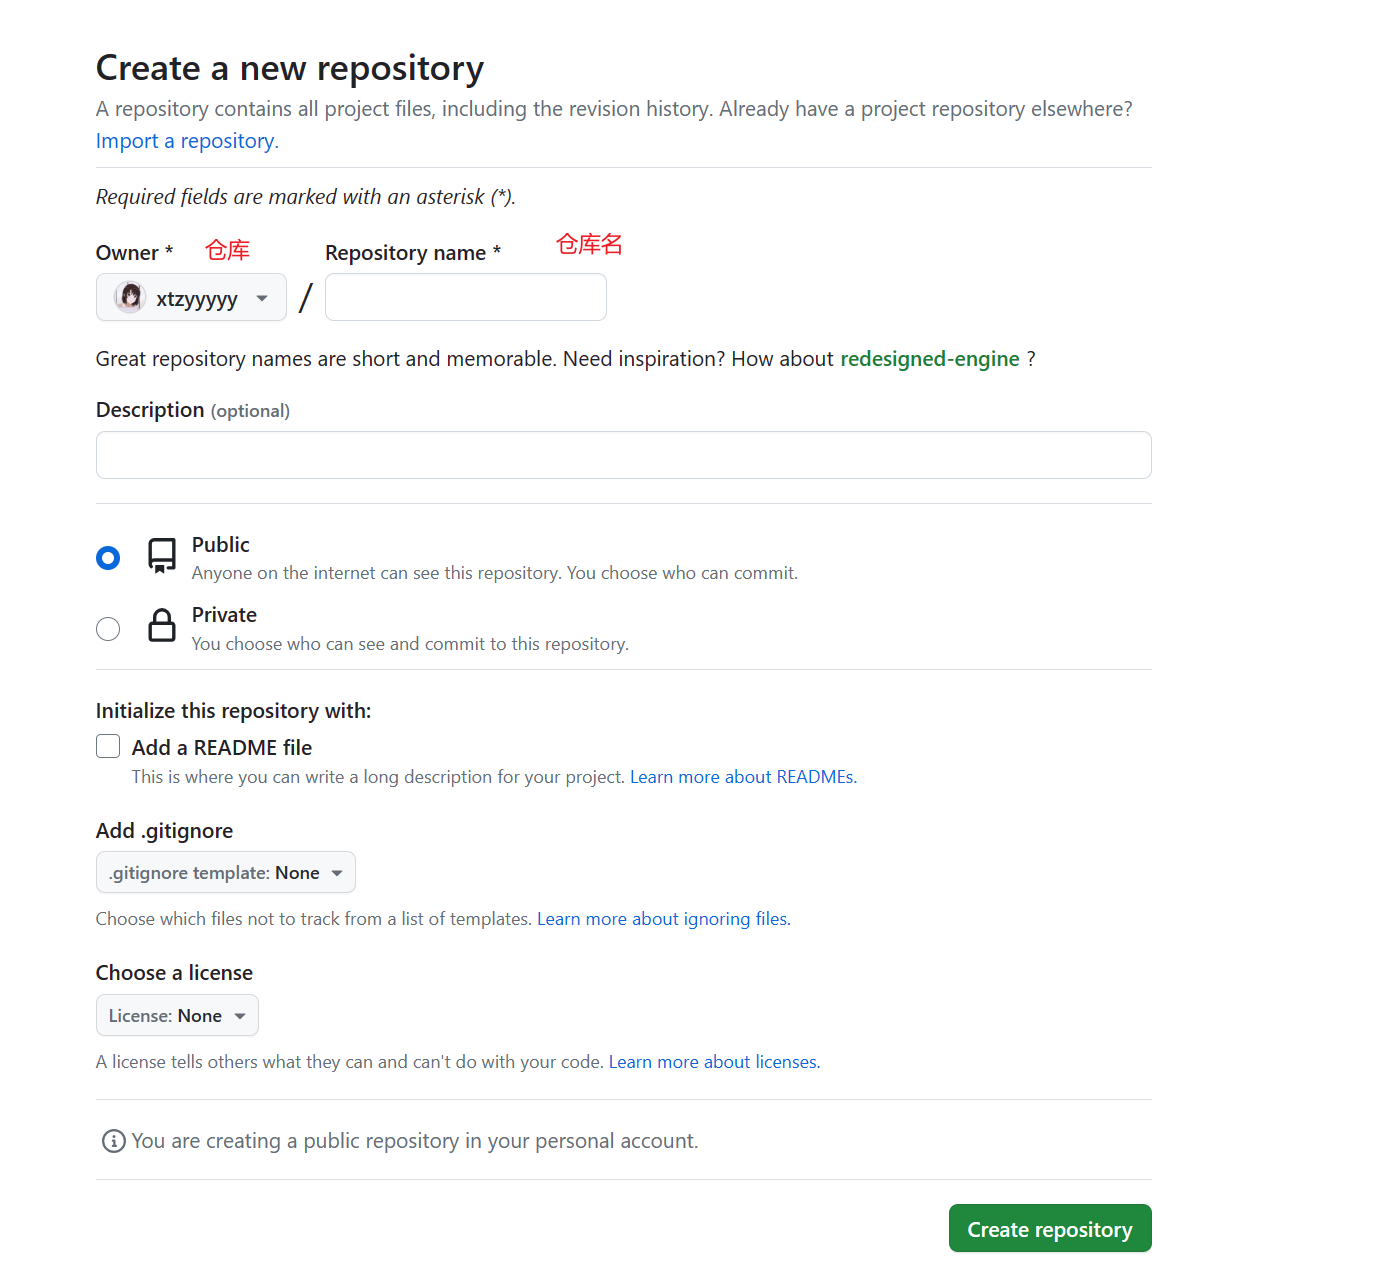 Create a new repository
A repository contains all project files, including the revision history. Already have a project repository elsewhere?
Import a repository.
Required fields are marked with an asterisk (*).
Owner * 仓库 Repository name * 仓库名
xtzyyyyy / 
Great repository names are short and memorable. Need inspiration? How about redesigned-engine ?
Description (optional)
Public
Anyone on the internet can see this repository. You choose who can commit.
Private
You choose who can see and commit to this repository.
Initialize this repository with:
Add a README file
This is where you can write a long description for your project. Learn more about READMEs.
Add .gitignore
.gitignore template: None
Choose which files not to track from a list of templates. Learn more about ignoring files.
Choose a license
License: None
A license tells others what they can and can't do with your code. Learn more about licenses.
You are creating a public repository in your personal account.
Create repository